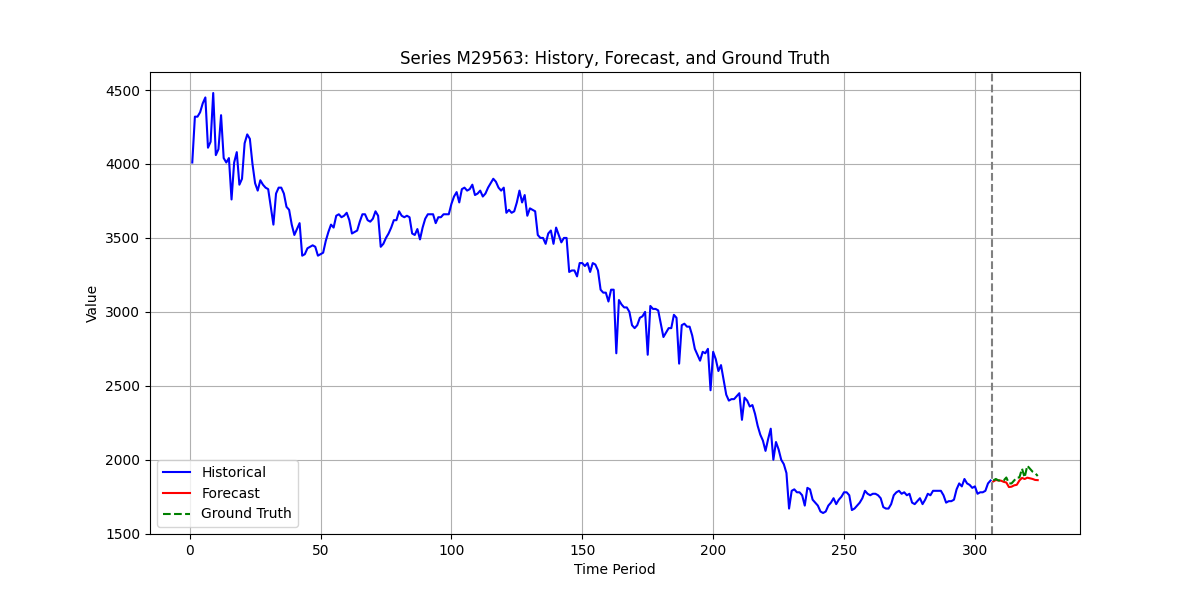 Series M29563: History, Forecast, and Ground Truth
Value
4500
4000
3500
3000
2500
2000
1500
Historical
Forecast
Ground Truth
0
50
100
150
200
250
300
Time Period